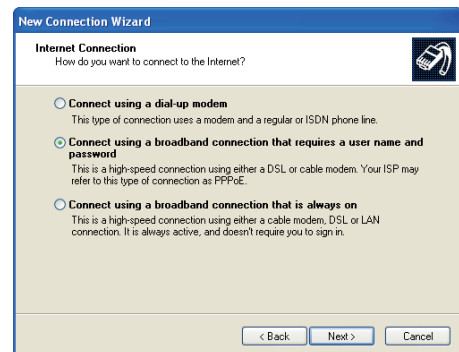 New Connection Wizard
Internet Connection
How do you want to connect to the Internet?
Connect using a dial-up modem
This type of connection uses a modem and a regular or ISDN phone line.
Connect using a broadband connection that requires a user name and
password
This is a high-speed connection using either a DSL or cable modem. Your ISP may
refer to this type of connection as PPPoE.
Connect using a broadband connection that is always on
This is a high-speed connection using either a cable modem, DSL or LAN
connection. It is always active, and doesn't require you to sign in.
< Back Next > Cancel